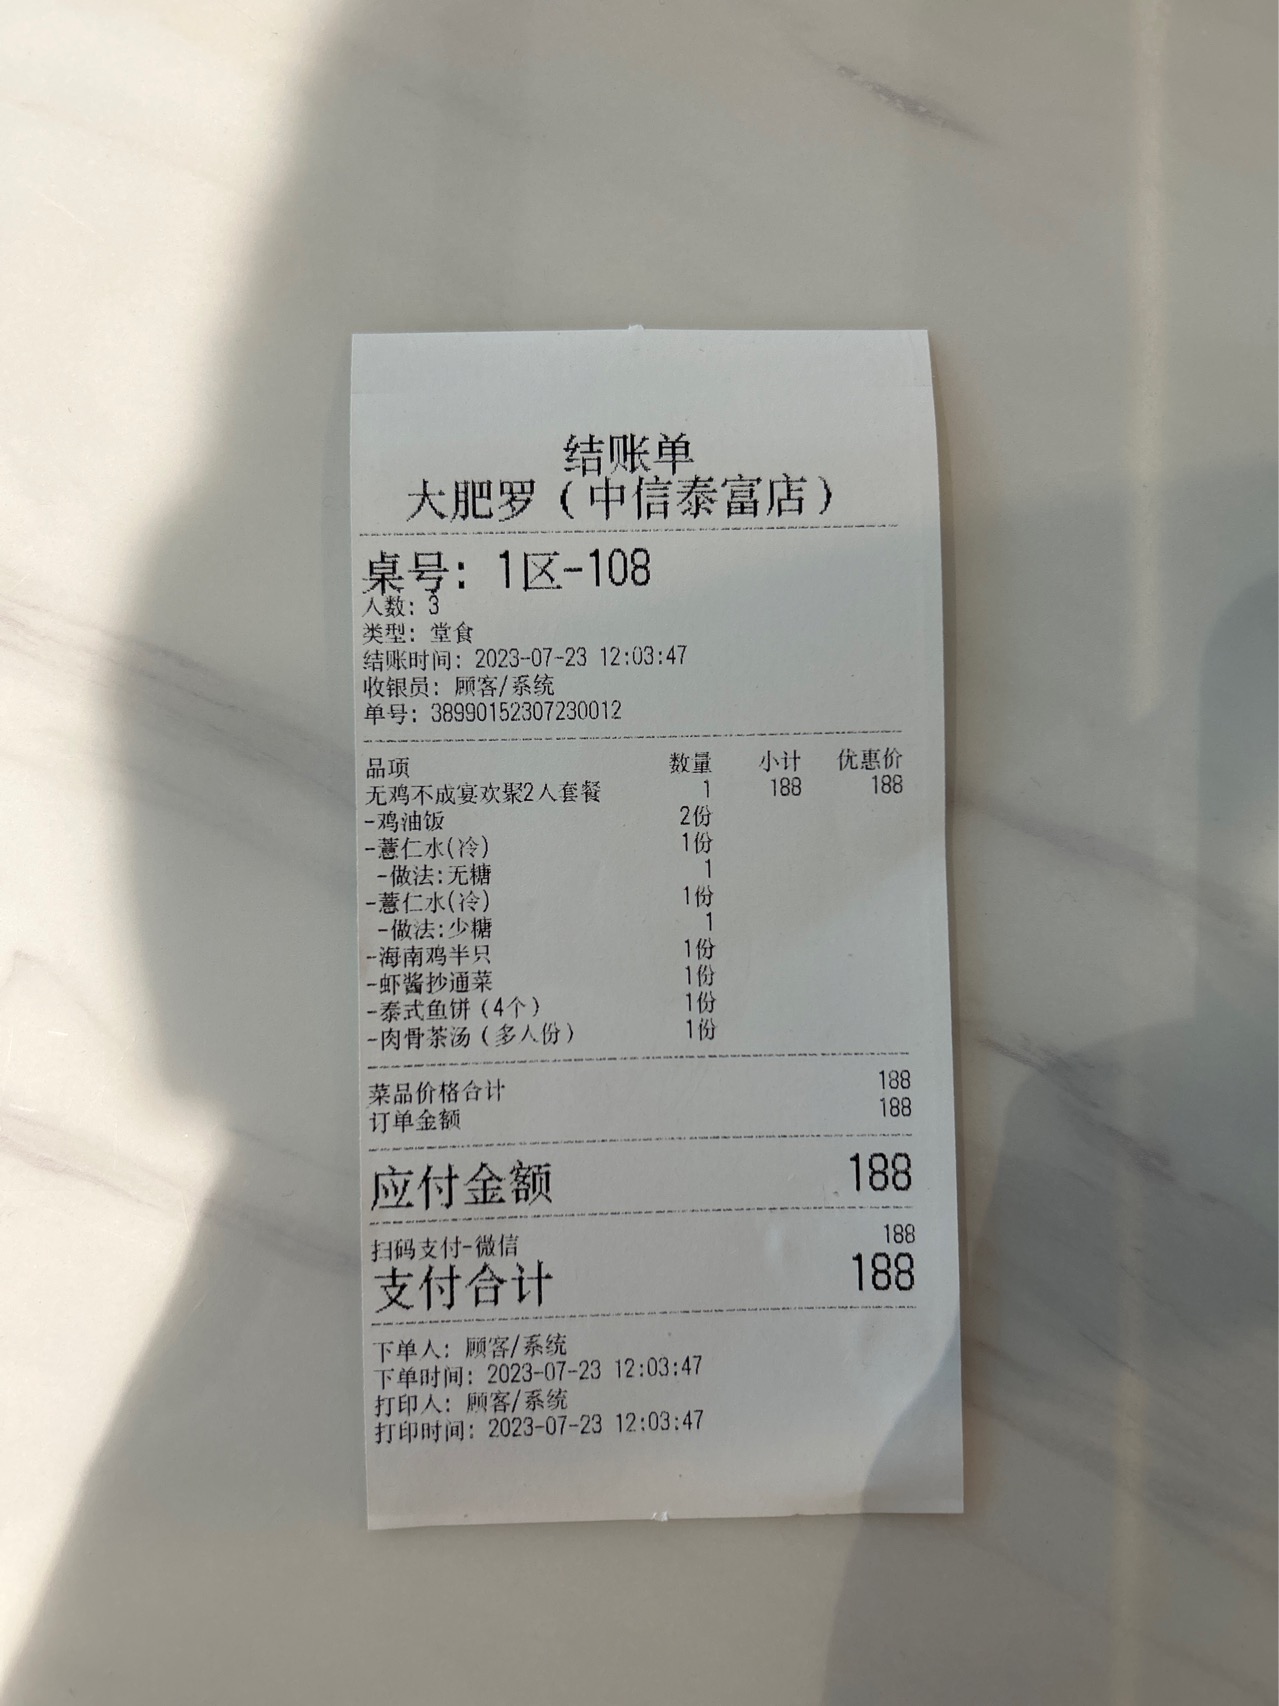 结账单
大肥罗（中信泰富店）
桌号：1区-108
人数：3
类型：堂食
结账时间：2023-07-23 12:03:47
收银员：顾客/系统
单号：38990152307230012
品项 数量 小计 优惠价
无鸡不成宴欢聚2人套餐 1 188 188
-鸡油饭 2份
-薏仁水(冷) 1份
-做法:无糖 1
-薏仁水(冷) 1份
-做法:少糖 1
-海南鸡半只 1份
-虾酱抄通菜 1份
-泰式鱼饼（4个） 1份
-肉骨茶汤（多人份） 1份
菜品价格合计 188
订单金额 188
应付金额 188
扫码支付-微信 188
支付合计 188
下单人：顾客/系统
下单时间：2023-07-23 12:03:47
打印人：顾客/系统
打印时间：2023-07-23 12:03:47